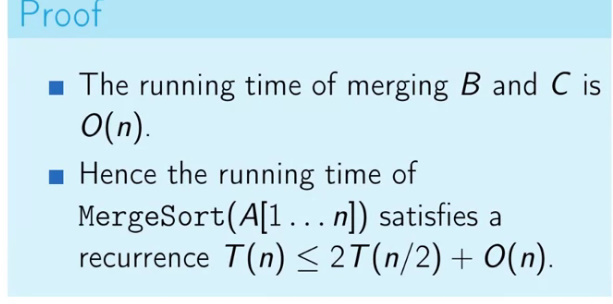 Proof
■ The running time of merging B and C is
O(n).
■ Hence the running time of
MergeSort(A[1 . . . n]) satisfies a
recurrence T(n) ≤ 2T(n/2) + O(n).